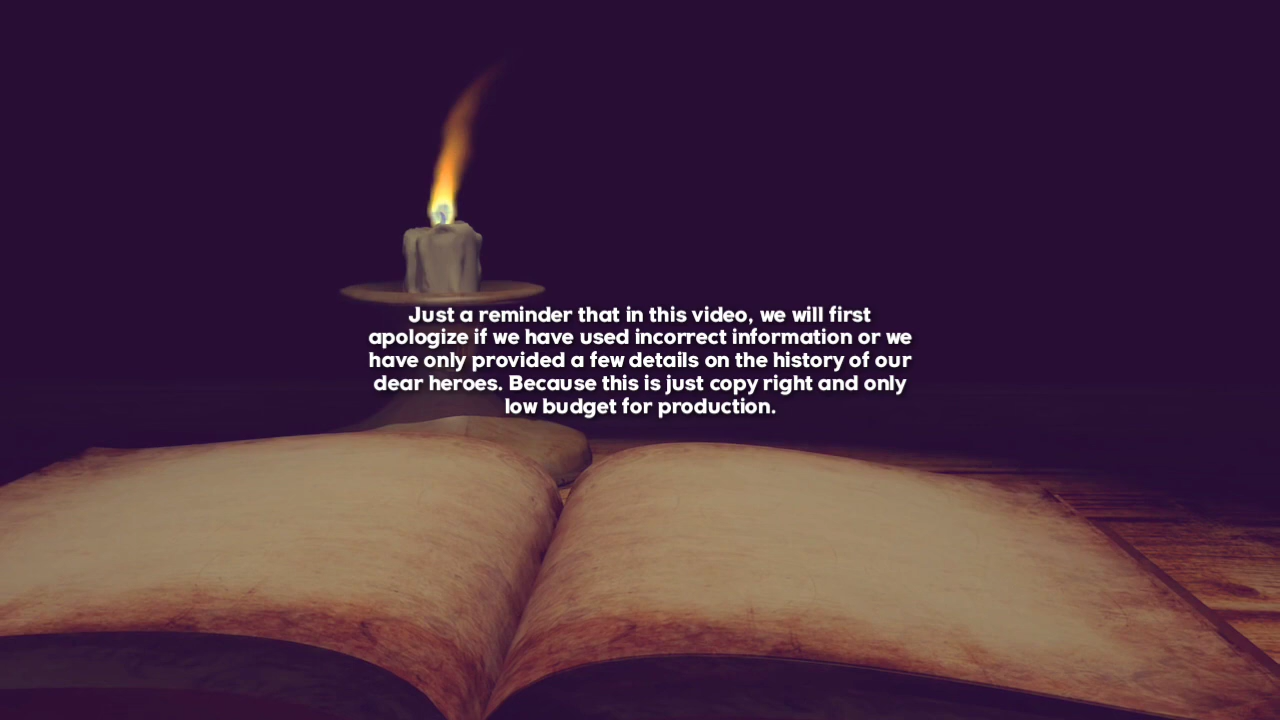 Just a reminder that in this video, we will first
apologize if we have used incorrect information or we
have only provided a few details on the history of our
dear heroes. Because this is just copy right and only
low budget for production.